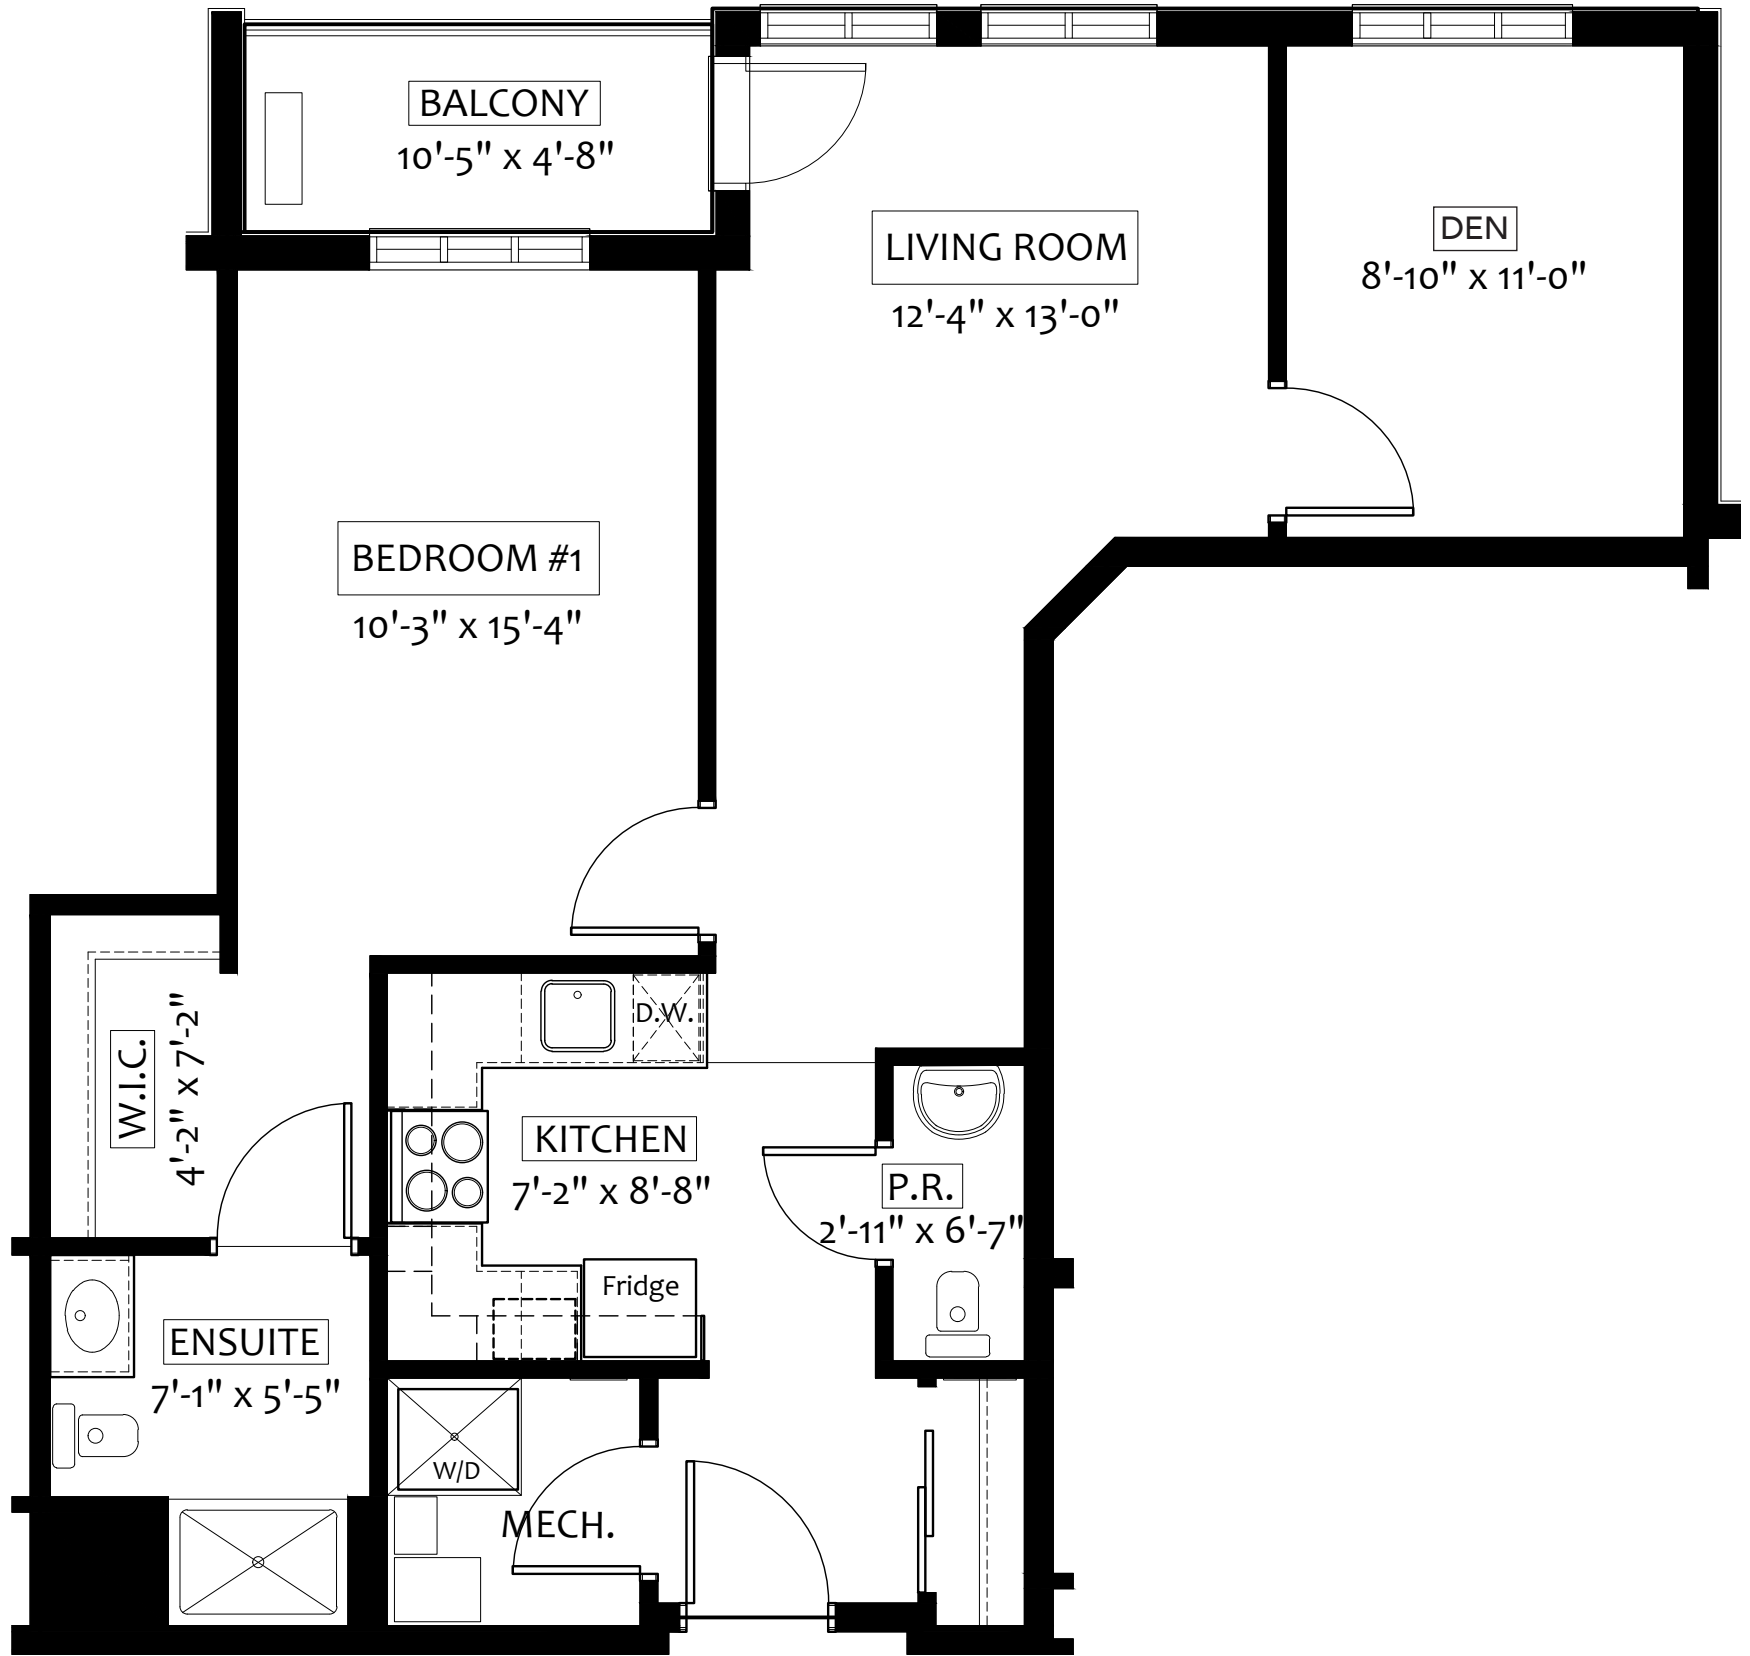 BALCONY
10'-5" x 4'-8"
LIVING ROOM
12'-4" x 13'-0"
DEN
8'-10" x 11'-0"
BEDROOM #1
10'-3" x 15'-4"
W.I.C.
4'-2" x 7'-2"
D.W.
KITCHEN
7'-2" x 8'-8"
P.R.
2'-11" x 6'-7"
Fridge
ENSUITE
7'-1" x 5'-5"
W/D
MECH.